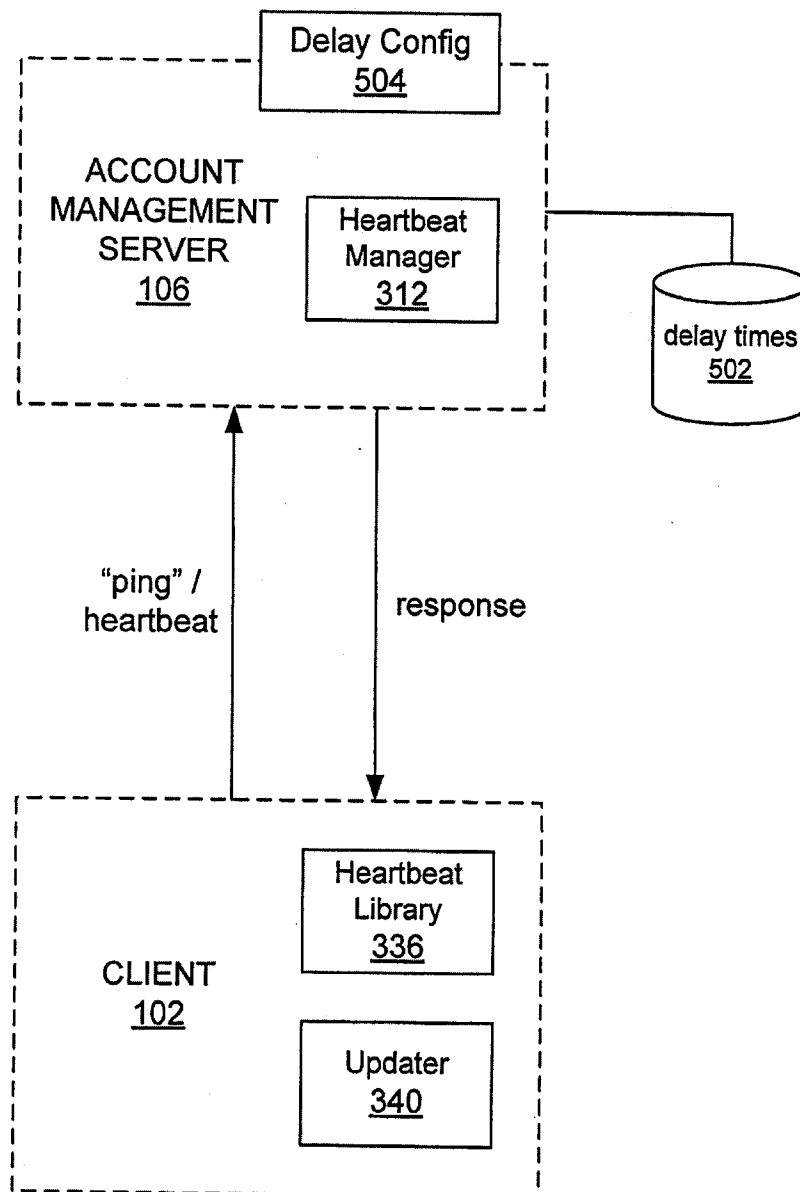 Delay Config
504
ACCOUNT
MANAGEMENT
SERVER
106
Heartbeat
Manager
312
delay times
502
“ping” /
heartbeat
response
CLIENT
102
Heartbeat
Library
336
Updater
340